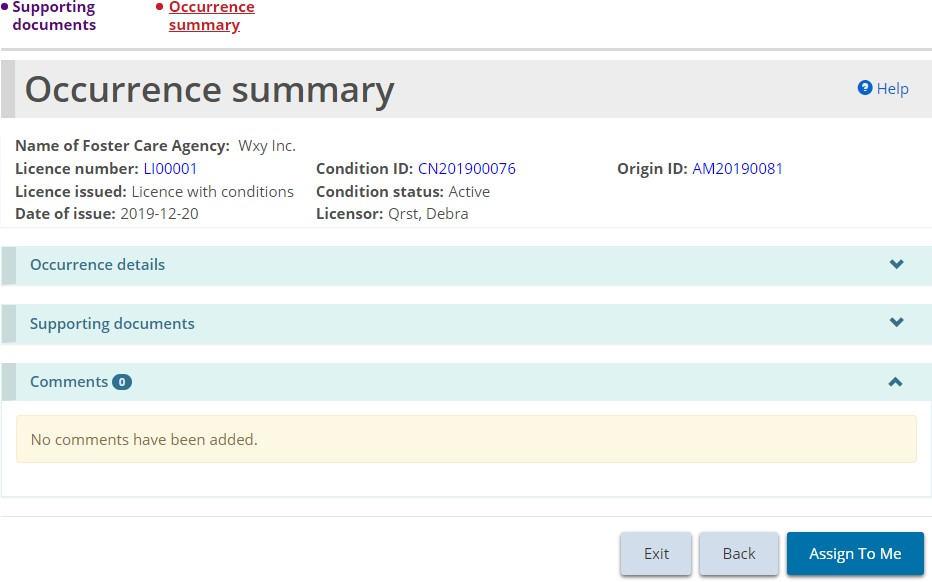 Supporting documents
Occurrence summary
Occurrence summary
Help
Name of Foster Care Agency: Wxy Inc.
Licence number: LI00001 Condition ID: CN201900076 Origin ID: AM20190081
Licence issued: Licence with conditions Condition status: Active
Date of issue: 2019-12-20 Licensor: Qrst, Debra
Occurrence details
Supporting documents
Comments 0
No comments have been added.
Exit Back Assign To Me